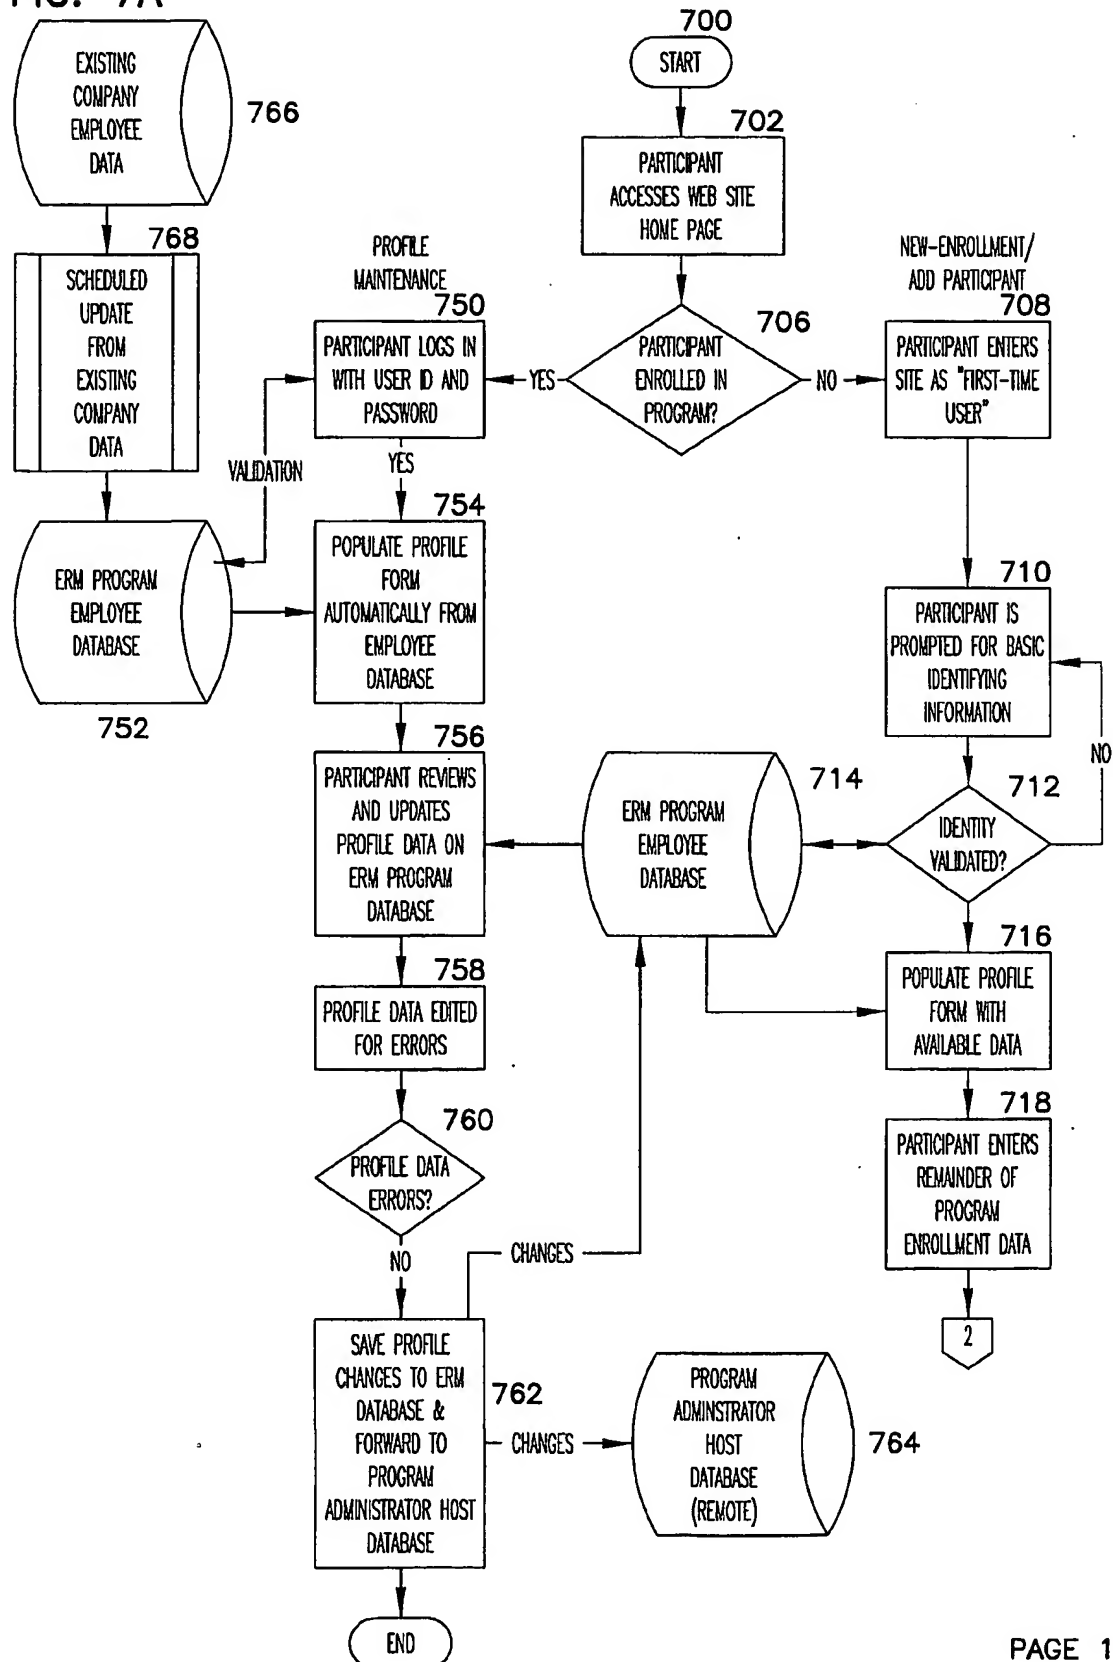 FIG. 7A
700
START
702
PARTICIPANT
ACCESSES WEB SITE
HOME PAGE
EXISTING
COMPANY
EMPLOYEE
DATA
766
768
SCHEDULED
UPDATE
FROM
EXISTING
COMPANY
DATA
PROFILE
MAINTENANCE
750
PARTICIPANT LOGS IN
WITH USER ID AND
PASSWORD
YES
706
PARTICIPANT
ENROLLED IN
PROGRAM?
NO
NEW-ENROLLMENT/
ADD PARTICIPANT
708
PARTICIPANT ENTERS
SITE AS "FIRST-TIME
USER"
VALIDATION
YES
ERM PROGRAM
EMPLOYEE
DATABASE
752
754
POPULATE PROFILE
FORM
AUTOMATICALLY FROM
EMPLOYEE
DATABASE
710
PARTICIPANT IS
PROMPTED FOR BASIC
IDENTIFYING
INFORMATION
NO
756
PARTICIPANT REVIEWS
AND UPDATES
PROFILE DATA ON
ERM PROGRAM
DATABASE
714
ERM PROGRAM
EMPLOYEE
DATABASE
712
IDENTITY
VALIDATED?
758
PROFILE DATA EDITED
FOR ERRORS
716
POPULATE PROFILE
FORM WITH
AVAILABLE DATA
760
PROFILE DATA
ERRORS?
718
PARTICIPANT ENTERS
REMAINDER OF
PROGRAM
ENROLLMENT DATA
NO
CHANGES
2
SAVE PROFILE
CHANGES TO ERM
DATABASE &
FORWARD TO
PROGRAM
ADMINISTRATOR HOST
DATABASE
762
CHANGES
PROGRAM
ADMINSTRATOR
HOST
DATABASE
(REMOTE)
764
END
PAGE 1